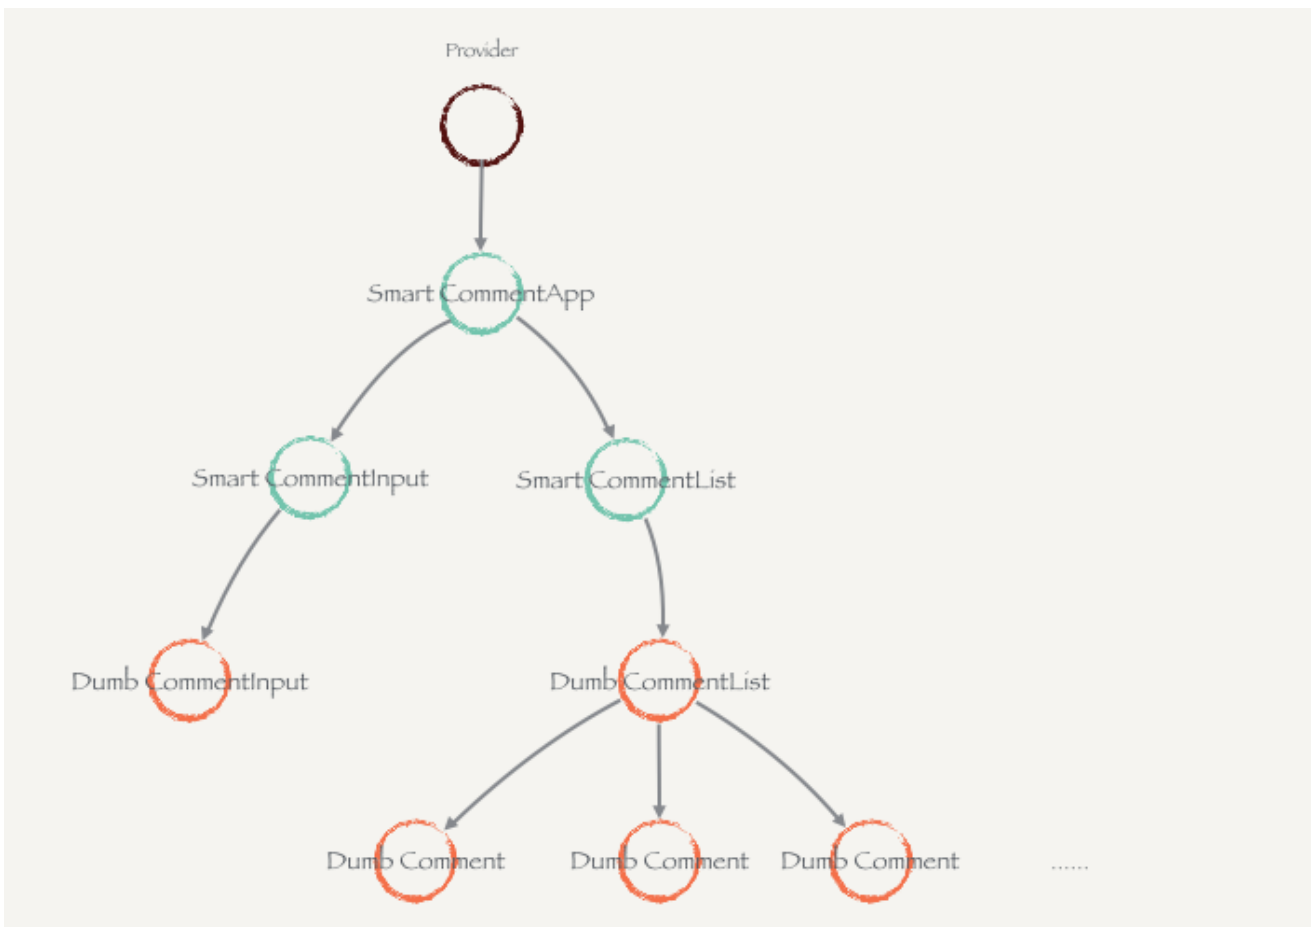 Provider
Smart CommentApp
Smart CommentInput
Smart CommentList
Dumb CommentInput
Dumb CommentList
Dumb Comment
Dumb Comment
Dumb Comment
......